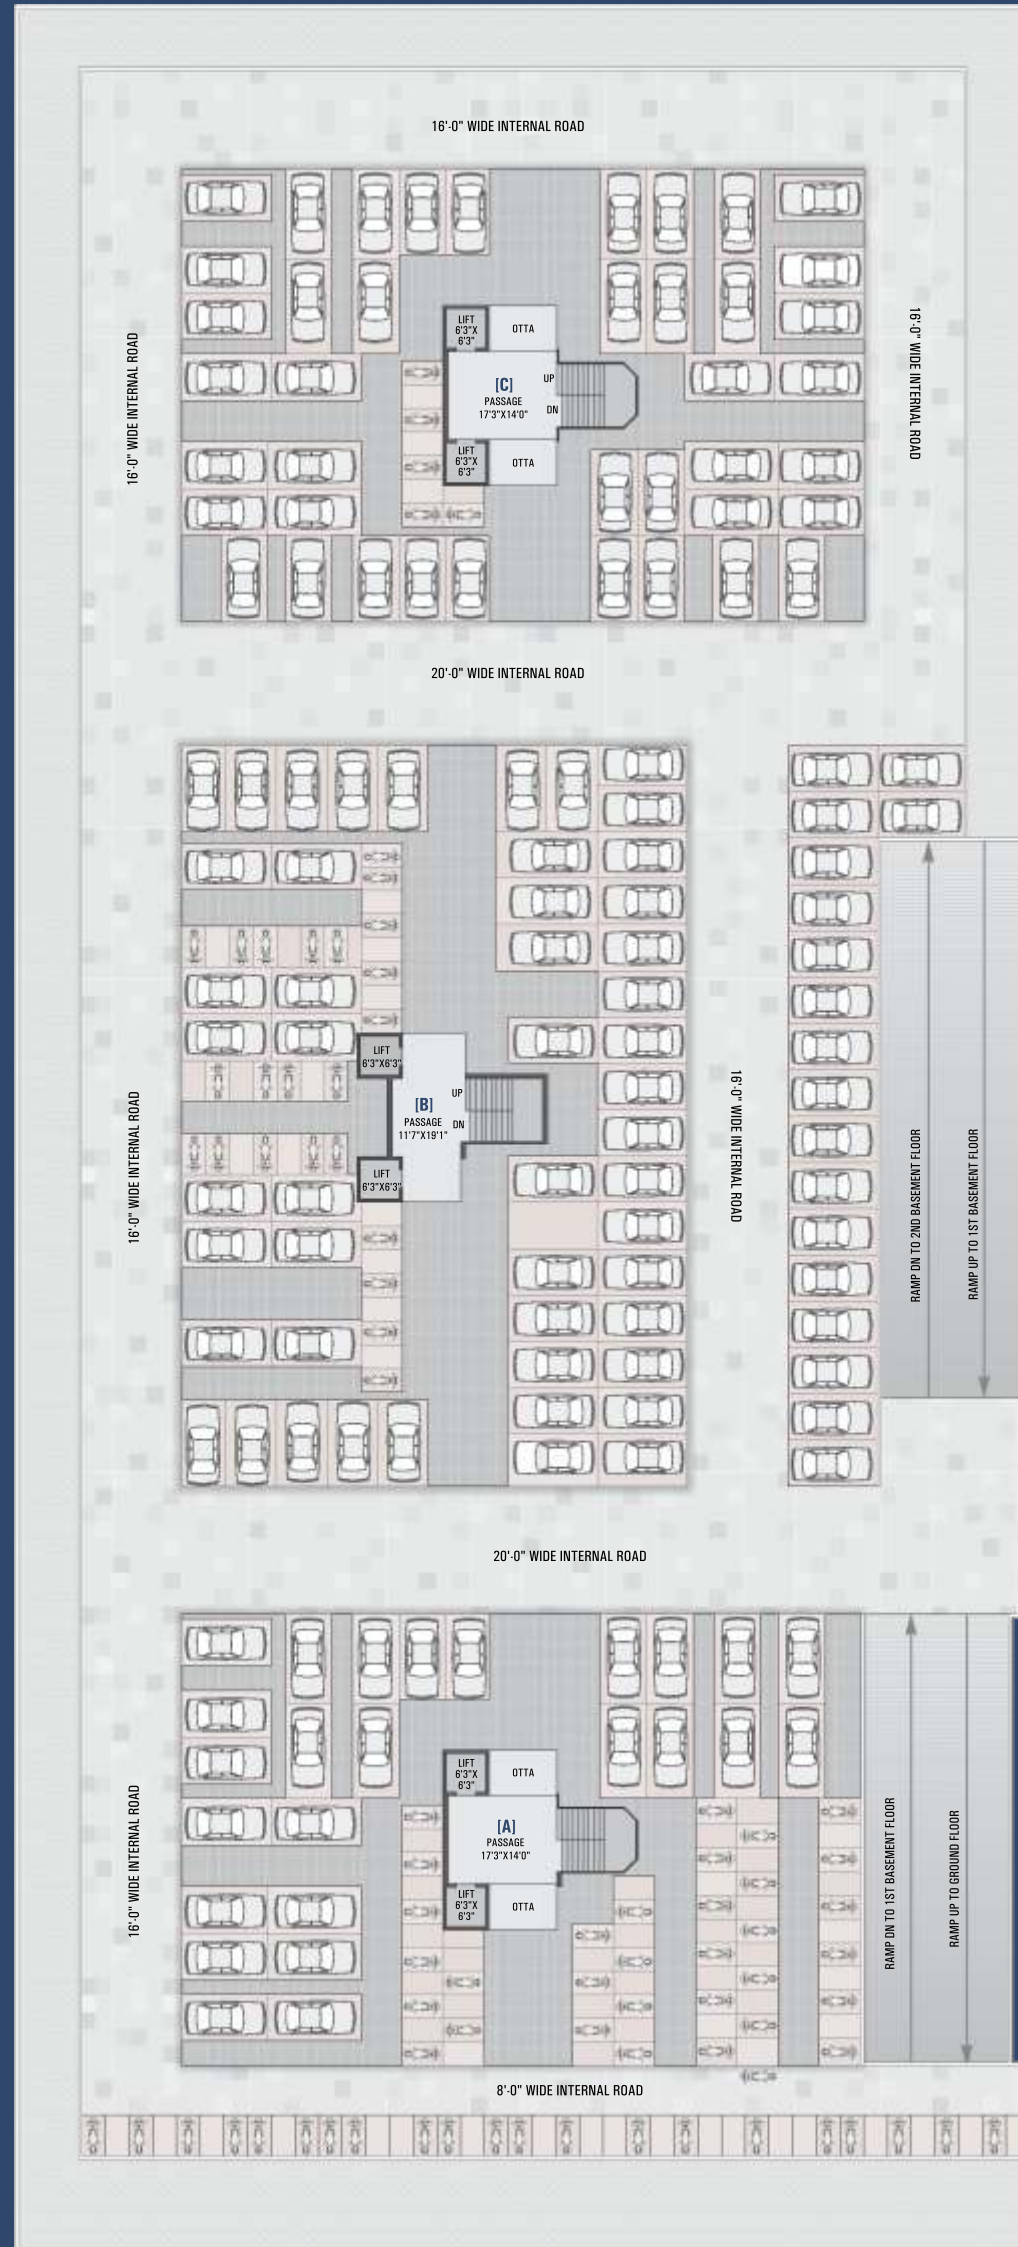 16'-0" WIDE INTERNAL ROAD
16'-0" WIDE INTERNAL ROAD
16'-0" WIDE INTERNAL ROAD
LIFT
6'3"X
6'3"
OTTA
[C]
PASSAGE
17'3"X14'0"
UP
DN
LIFT
6'3"X
6'3"
OTTA
20'-0" WIDE INTERNAL ROAD
16'-0" WIDE INTERNAL ROAD
LIFT
6'3"X6'3"
[B]
PASSAGE
11'7"X19'1"
UP
DN
LIFT
6'3"X6'3"
16'-0" WIDE INTERNAL ROAD
RAMP DN TO 2ND BASEMENT FLOOR
RAMP UP TO 1ST BASEMENT FLOOR
20'-0" WIDE INTERNAL ROAD
16'-0" WIDE INTERNAL ROAD
LIFT
6'3"X
6'3"
OTTA
[A]
PASSAGE
17'3"X14'0"
LIFT
6'3"X
6'3"
OTTA
RAMP DN TO 1ST BASEMENT FLOOR
RAMP UP TO GROUND FLOOR
8'-0" WIDE INTERNAL ROAD